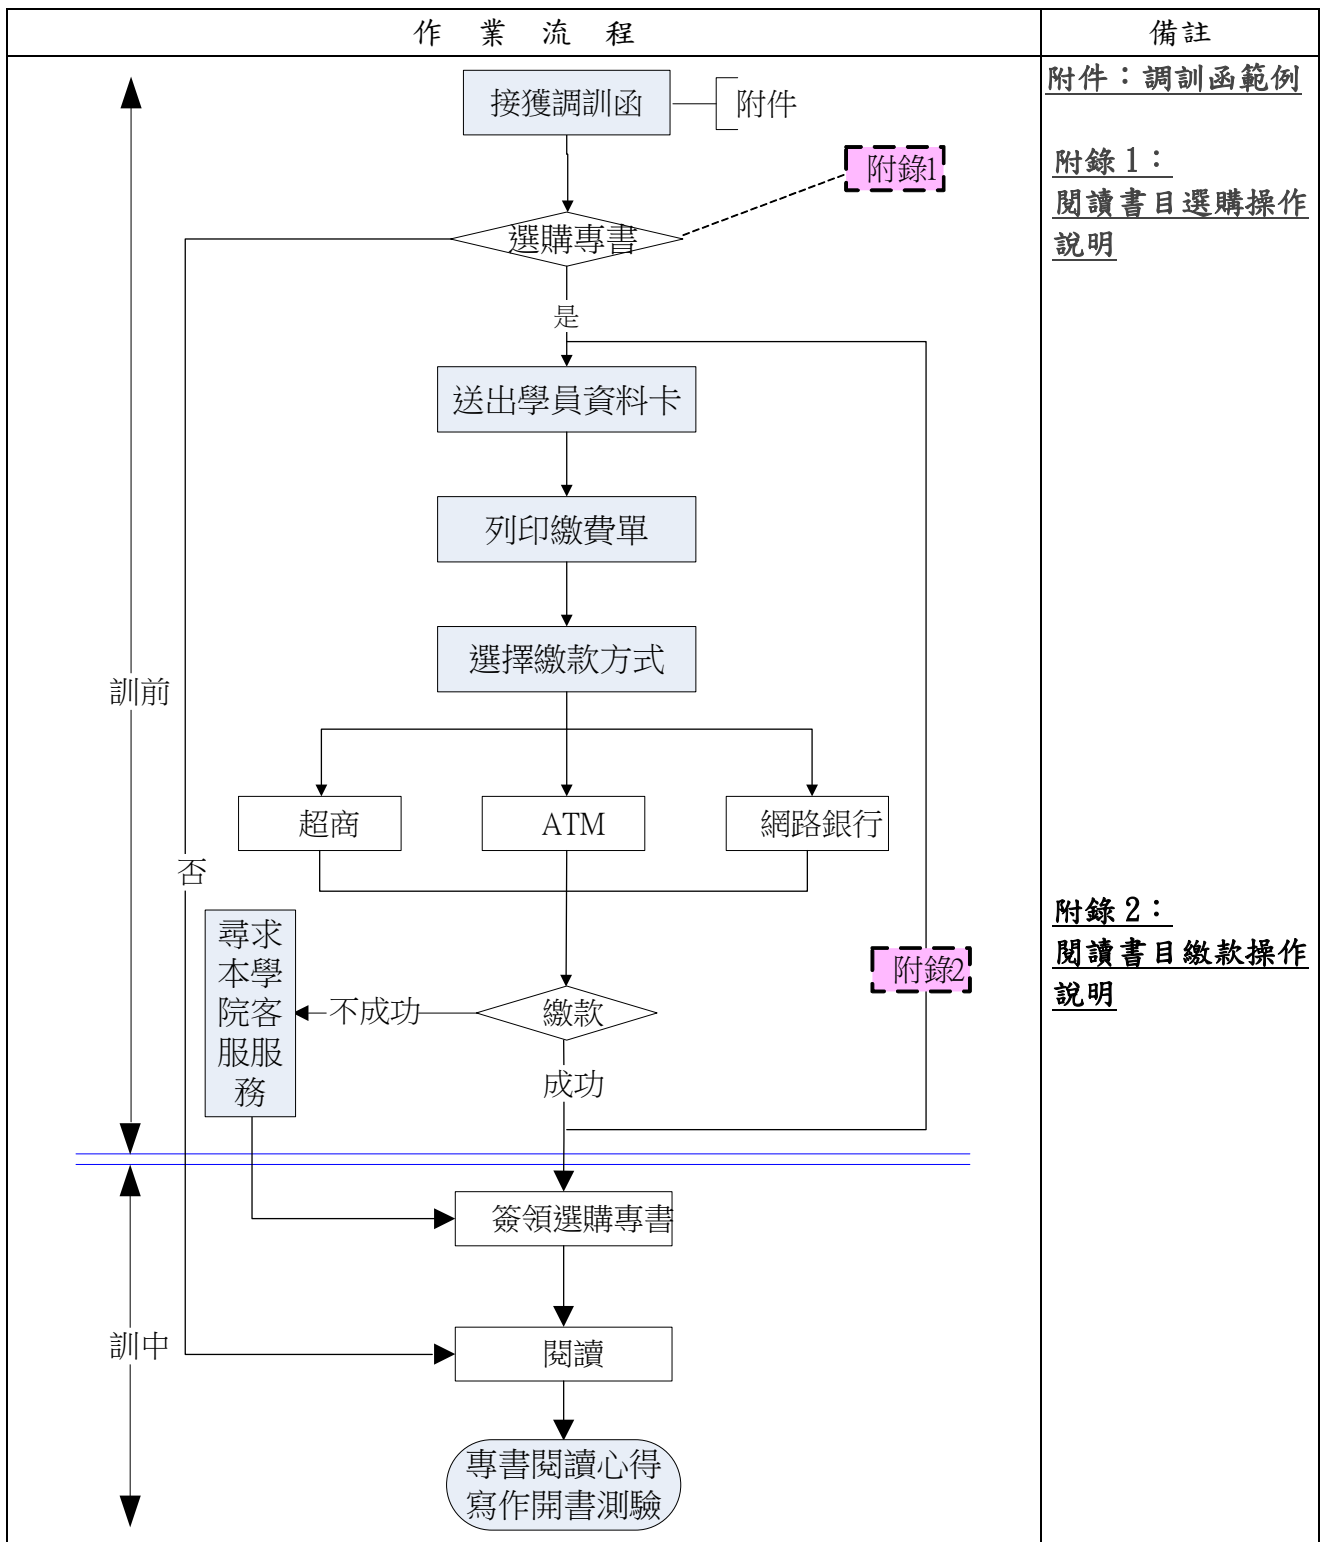 作 業 流 程
備註
接獲調訓函
附件
附件：調訓函範例
附錄1
附錄 1：
閱讀書目選購操作
說明
選購專書
是
送出學員資料卡
列印繳費單
選擇繳款方式
訓前
超商
ATM
網路銀行
否
附錄 2：
閱讀書目繳款操作
說明
附錄2
尋求
本學
院客
服服
務
不成功
繳款
成功
簽領選購專書
訓中
閱讀
專書閱讀心得
寫作開書測驗